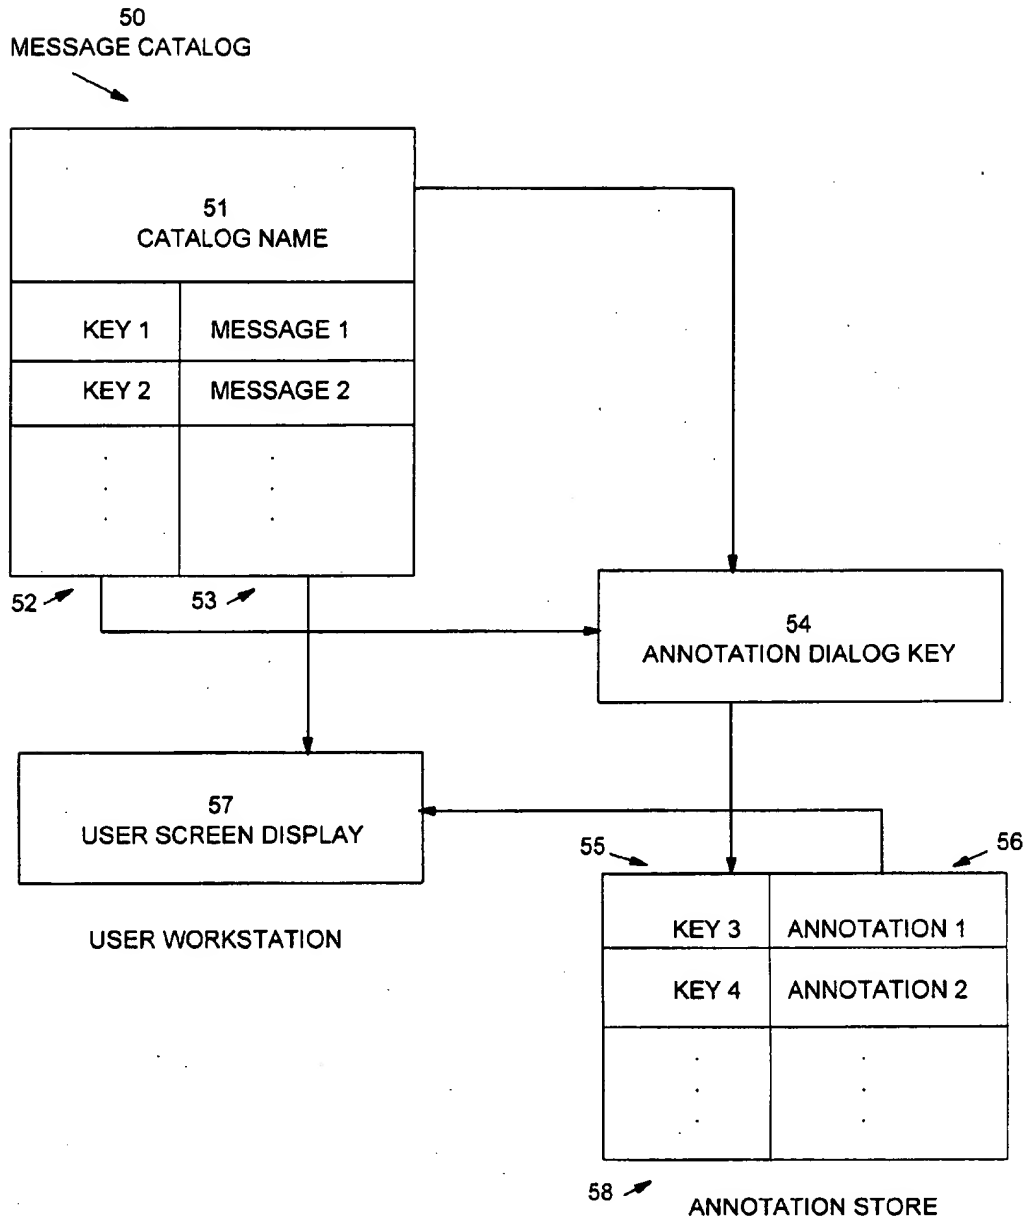 50
MESSAGE CATALOG
51
CATALOG NAME
KEY 1 MESSAGE 1
KEY 2 MESSAGE 2
52 53
54
ANNOTATION DIALOG KEY
57
USER SCREEN DISPLAY
USER WORKSTATION
55 56
KEY 3 ANNOTATION 1
KEY 4 ANNOTATION 2
58
ANNOTATION STORE